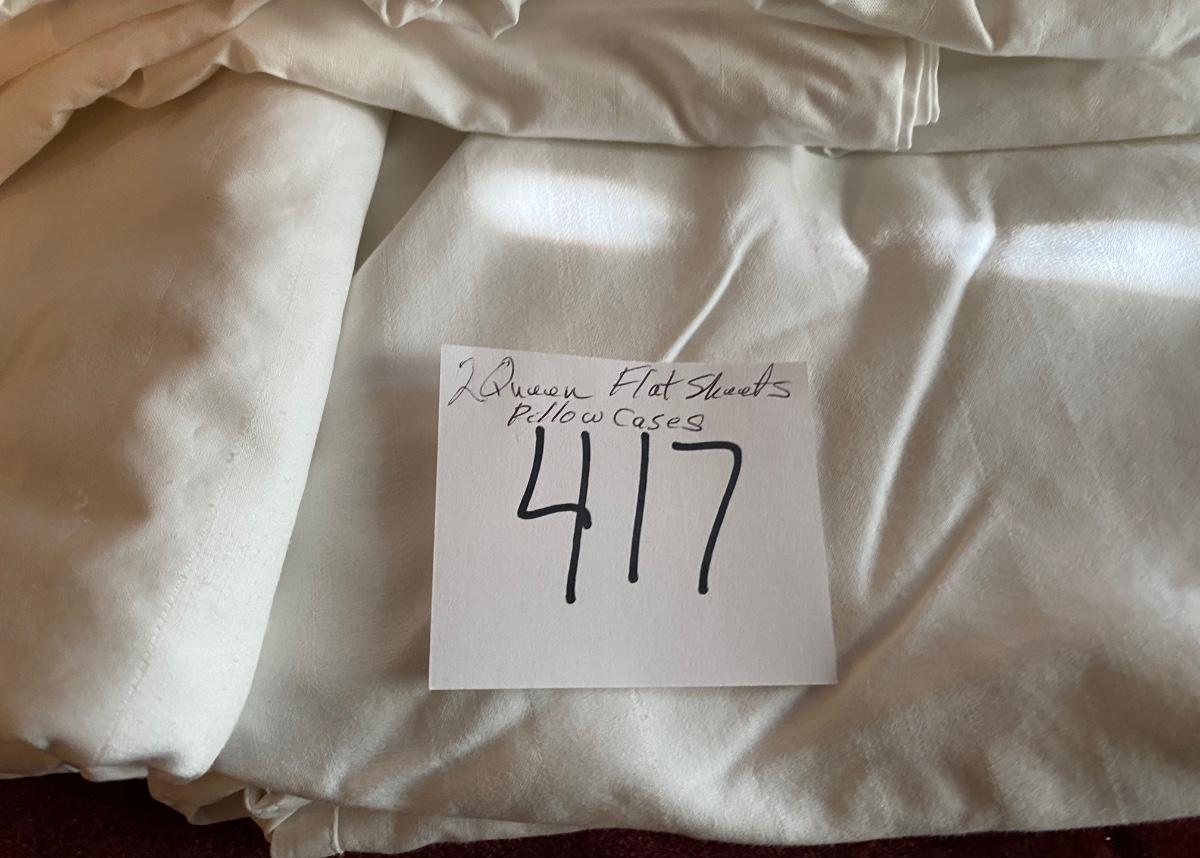 2 Queen Flat Sheets
Pillow Cases
417